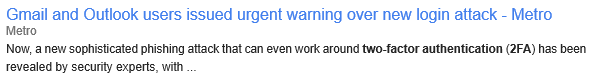 Gmail and Outlook users issued urgent warning over new login attack - Metro
Metro
Now, a new sophisticated phishing attack that can even work around two-factor authentication (2FA) has been
revealed by security experts, with ...